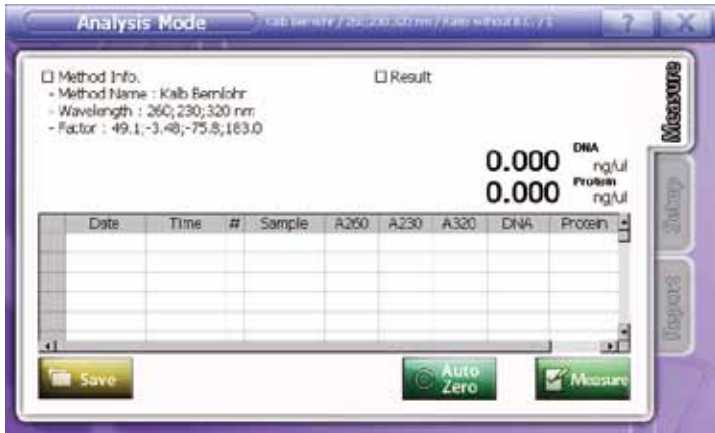 Analysis Mode
? X
Method Info.
- Method Name : Kalb Bernlohr
- Wavelength : 260;230;320 nm
- Factor : 49.1;-3.48;-75.8;183.0
Result
0.000 DNA ng/ul
0.000 Protein ng/ul
Date Time # Sample A260 A230 A320 DNA Protein
Save
Auto Zero
Measure
Measure
Setup
Report